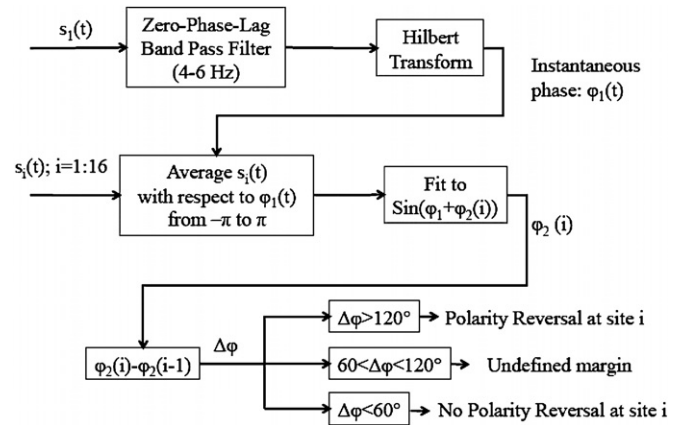 s₁(t)
Zero-Phase-Lag
Band Pass Filter
(4-6 Hz)
Hilbert
Transform
Instantaneous
phase: φ₁(t)
sᵢ(t); i=1:16
Average sᵢ(t)
with respect to φ₁(t)
from −π to π
Fit to
Sin(φ₁+φ₂(i))
φ₂ (i)
φ₂(i)-φ₂(i-1)
Δφ
Δφ>120°
Polarity Reversal at site i
60<Δφ<120°
Undefined margin
Δφ<60°
No Polarity Reversal at site i